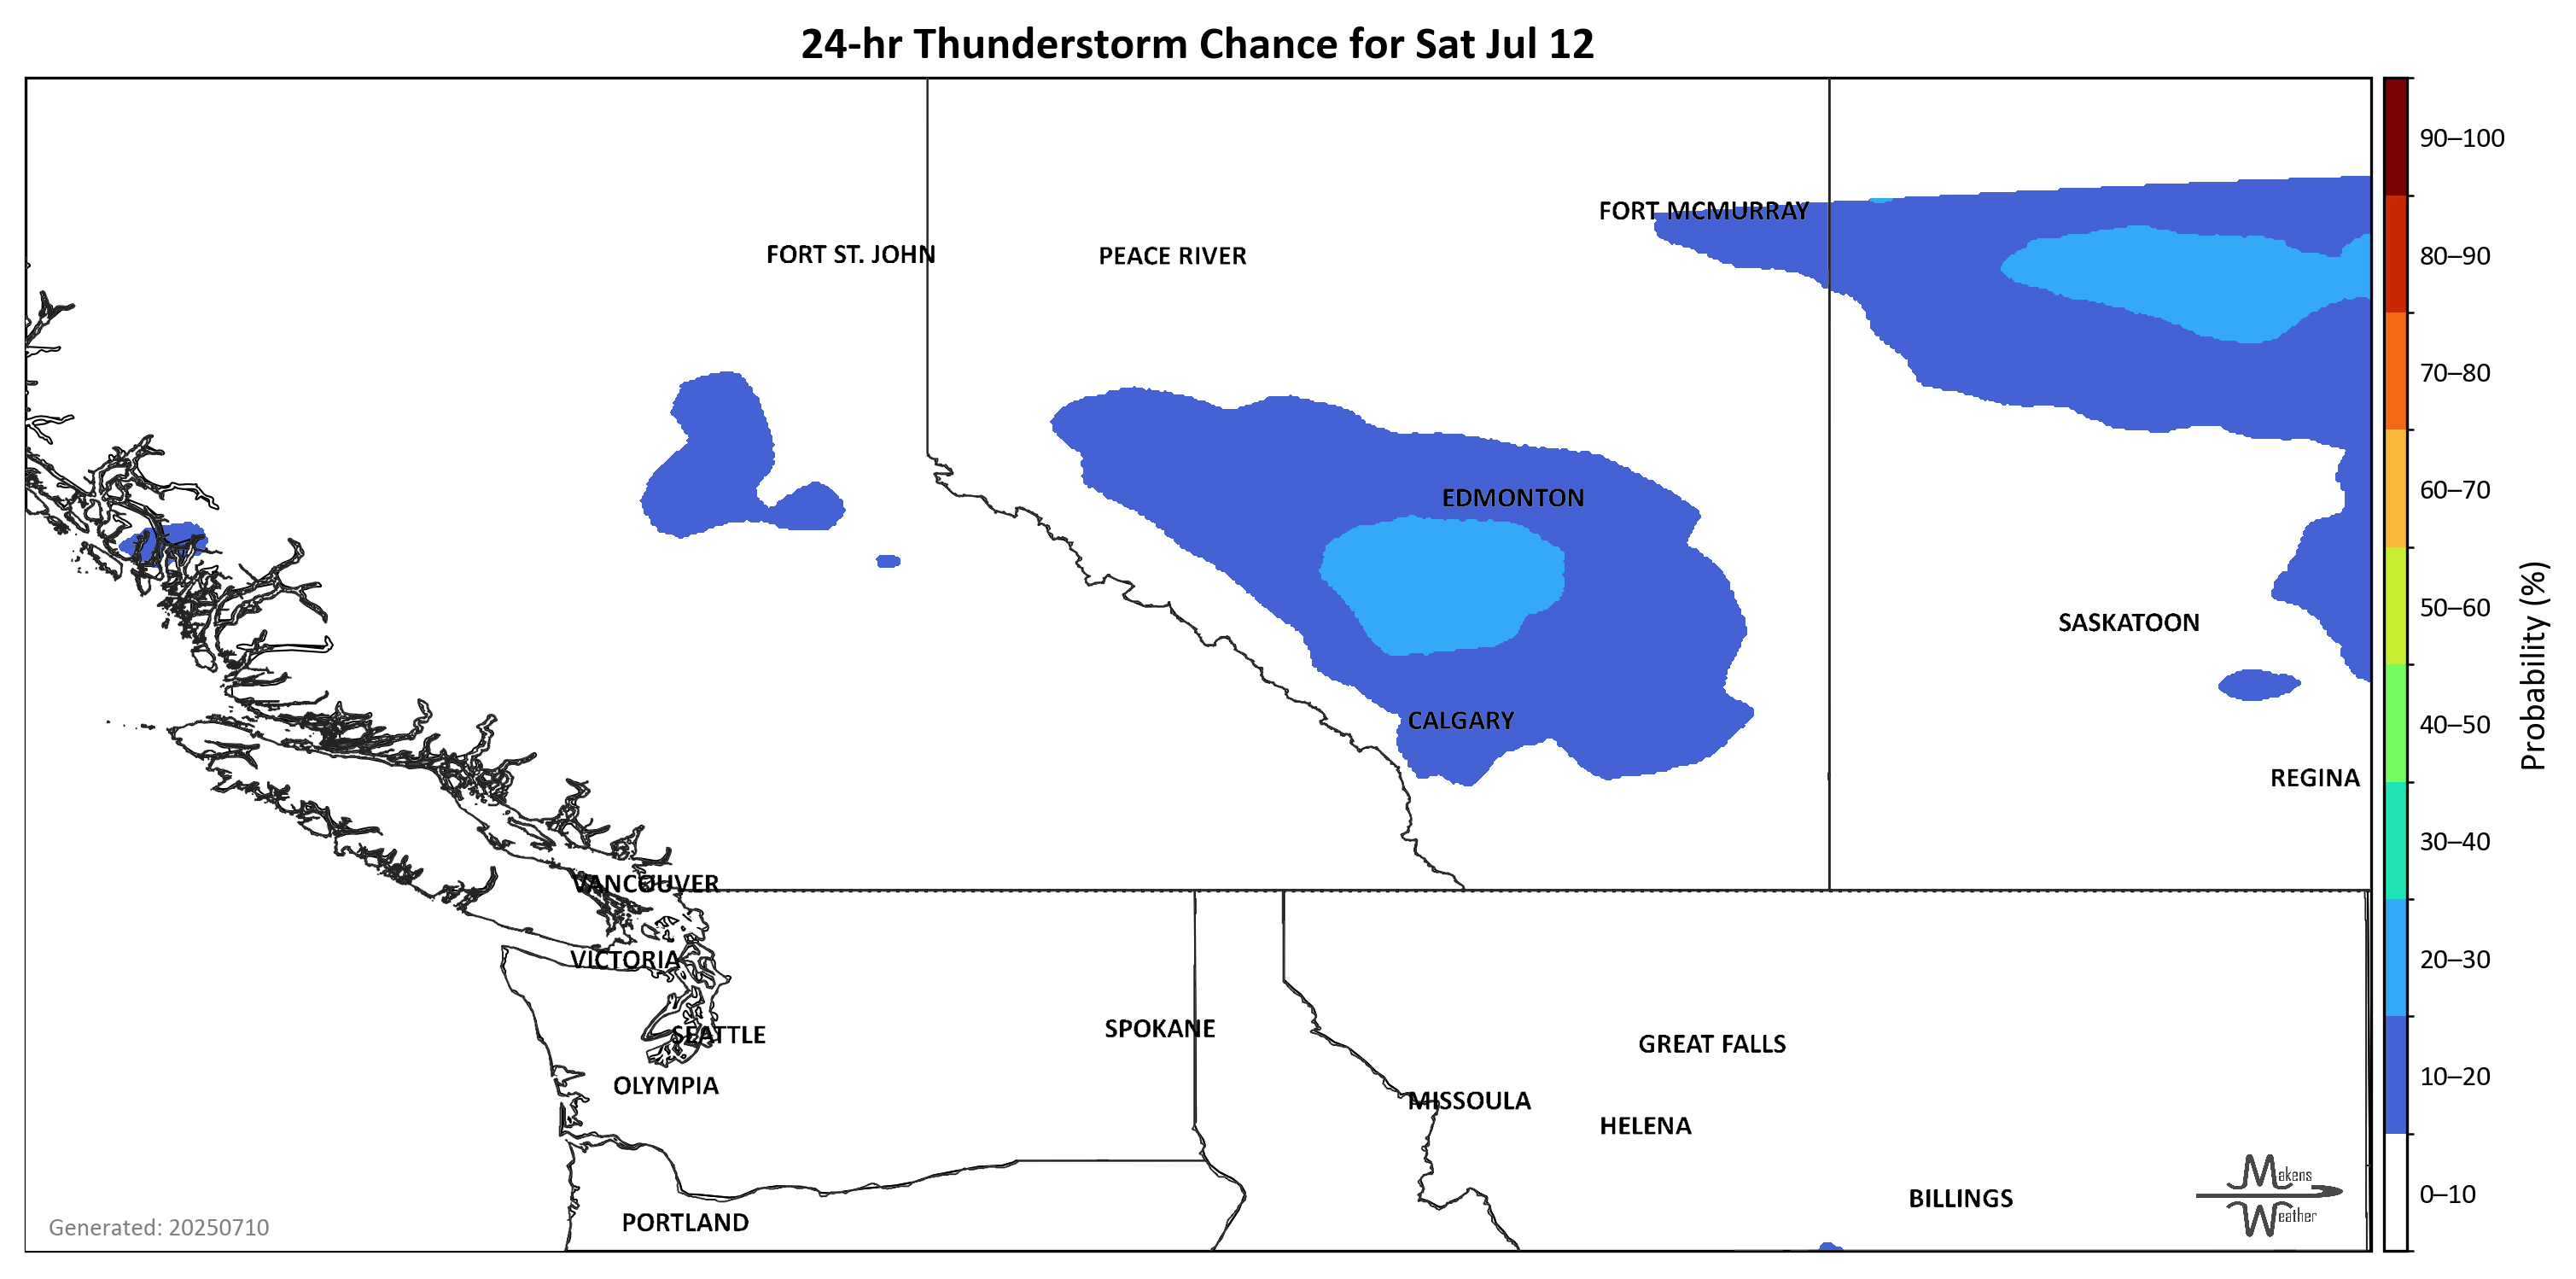 24-hr Thunderstorm Chance for Sat Jul 12
FORT MCMURRAY
FORT ST. JOHN
PEACE RIVER
EDMONTON
SASKATOON
CALGARY
REGINA
VANCOUVER
VICTORIA
SEATTLE
SPOKANE
GREAT FALLS
OLYMPIA
MISSOULA
HELENA
BILLINGS
PORTLAND
Generated: 20250710
Makens
Weather
90–100
80–90
70–80
60–70
50–60
40–50
30–40
20–30
10–20
0–10
Probability (%)